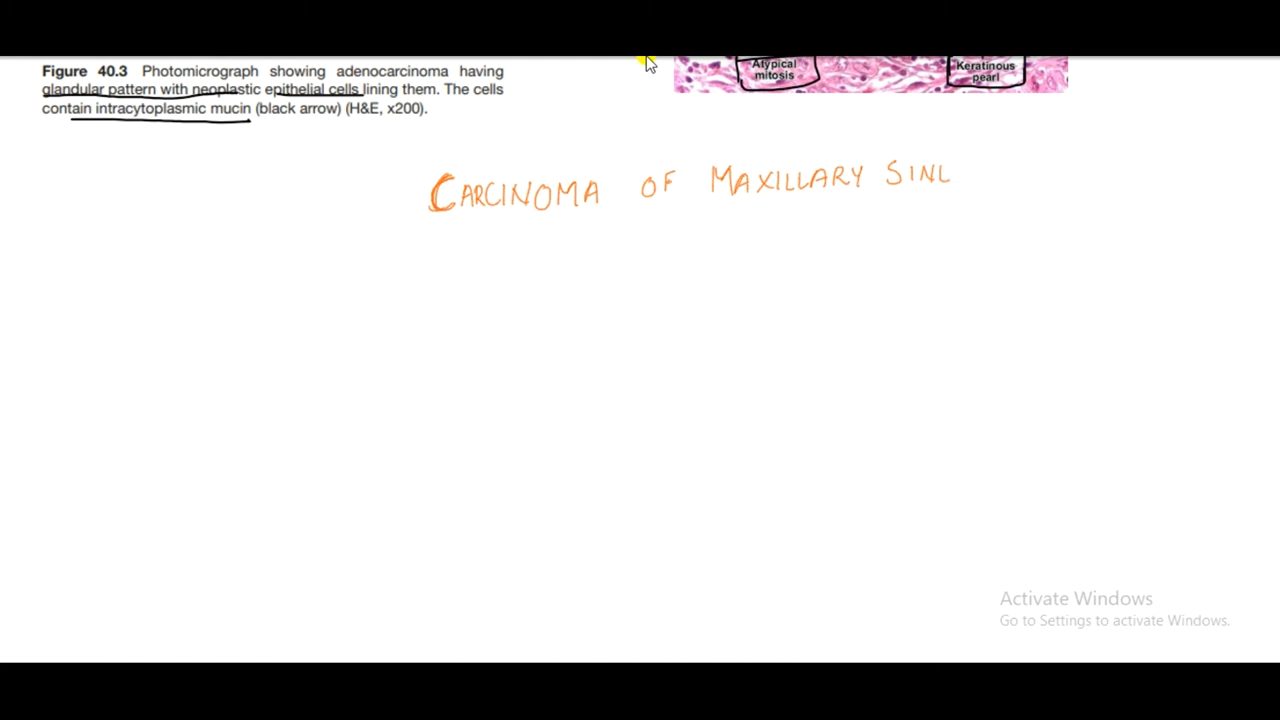 Figure 40.3 Photomicrograph showing adenocarcinoma having
glandular pattern with neoplastic epithelial cells lining them. The cells
contain intracytoplasmic mucin (black arrow) (H&E, x200).
Atypical
mitosis
Keratinous
pearl
CARCINOMA OF MAXILLARY SINL
Activate Windows
Go to Settings to activate Windows.